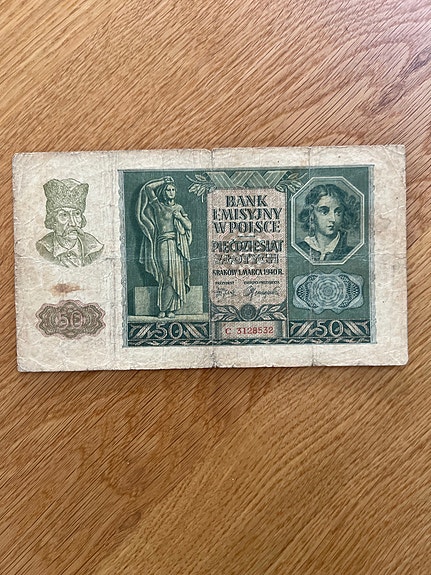 BANK
EMISYJNY
W POLSCE
PIĘĆDZIESIĄT
ZŁOTYCH
KRAKÓW 1. MARCA 1940 R.
C 3128532
50
50
50